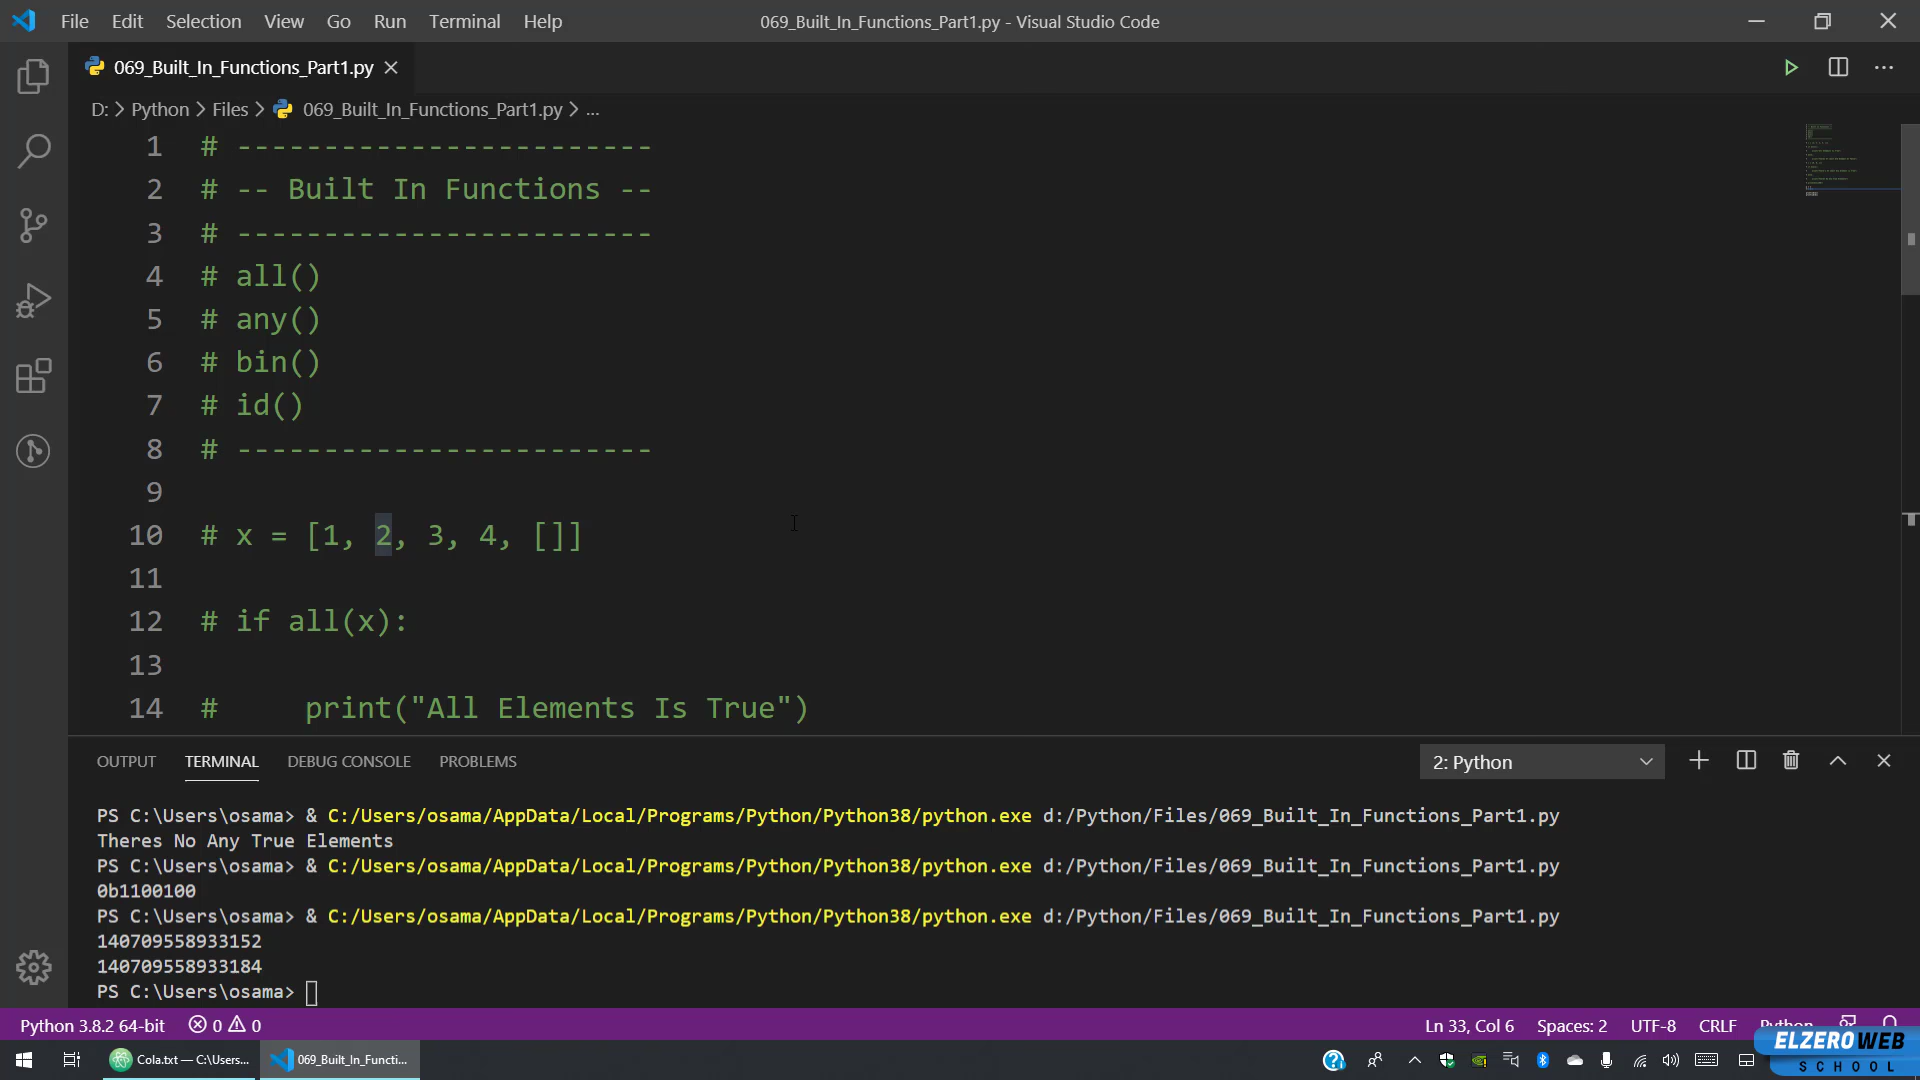 File Edit Selection View Go Run Terminal Help 069_Built_In_Functions_Part1.py - Visual Studio Code
069_Built_In_Functions_Part1.py
D: > Python > Files > 069_Built_In_Functions_Part1.py > ...
1 # ------------------------
2 # -- Built In Functions --
3 # ------------------------
4 # all()
5 # any()
6 # bin()
7 # id()
8 # ------------------------
9
10 # x = [1, 2, 3, 4, []]
11
12 # if all(x):
13
14 #     print("All Elements Is True")
OUTPUT TERMINAL DEBUG CONSOLE PROBLEMS 2: Python
PS C:\Users\osama> & C:/Users/osama/AppData/Local/Programs/Python/Python38/python.exe d:/Python/Files/069_Built_In_Functions_Part1.py
Theres No Any True Elements
PS C:\Users\osama> & C:/Users/osama/AppData/Local/Programs/Python/Python38/python.exe d:/Python/Files/069_Built_In_Functions_Part1.py
0b1100100
PS C:\Users\osama> & C:/Users/osama/AppData/Local/Programs/Python/Python38/python.exe d:/Python/Files/069_Built_In_Functions_Part1.py
140709558933152
140709558933184
PS C:\Users\osama>
Python 3.8.2 64-bit 0 0 Ln 33, Col 6 Spaces: 2 UTF-8 CRLF Python
Cola.txt — C:\Users... 069_Built_In_Functi...
ELZEROWEB
SCHOOL